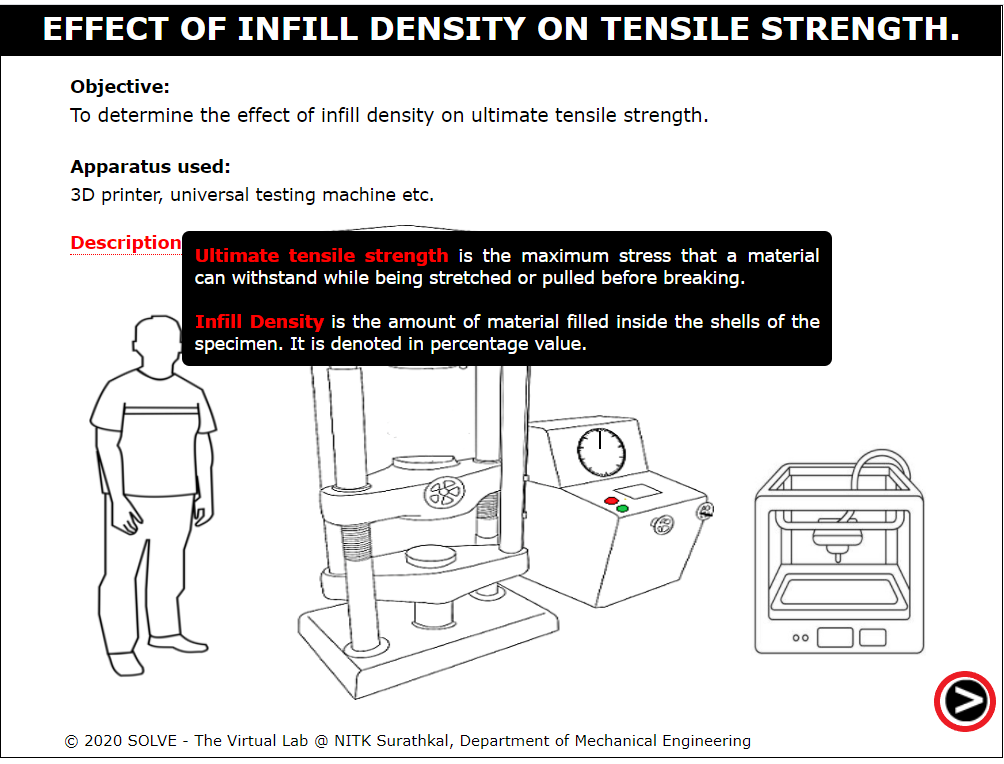 EFFECT OF INFILL DENSITY ON TENSILE STRENGTH.
Objective:
To determine the effect of infill density on ultimate tensile strength.
Apparatus used:
3D printer, universal testing machine etc.
Description
Ultimate tensile strength is the maximum stress that a material
can withstand while being stretched or pulled before breaking.
Infill Density is the amount of material filled inside the shells of the
specimen. It is denoted in percentage value.
© 2020 SOLVE - The Virtual Lab @ NITK Surathkal, Department of Mechanical Engineering